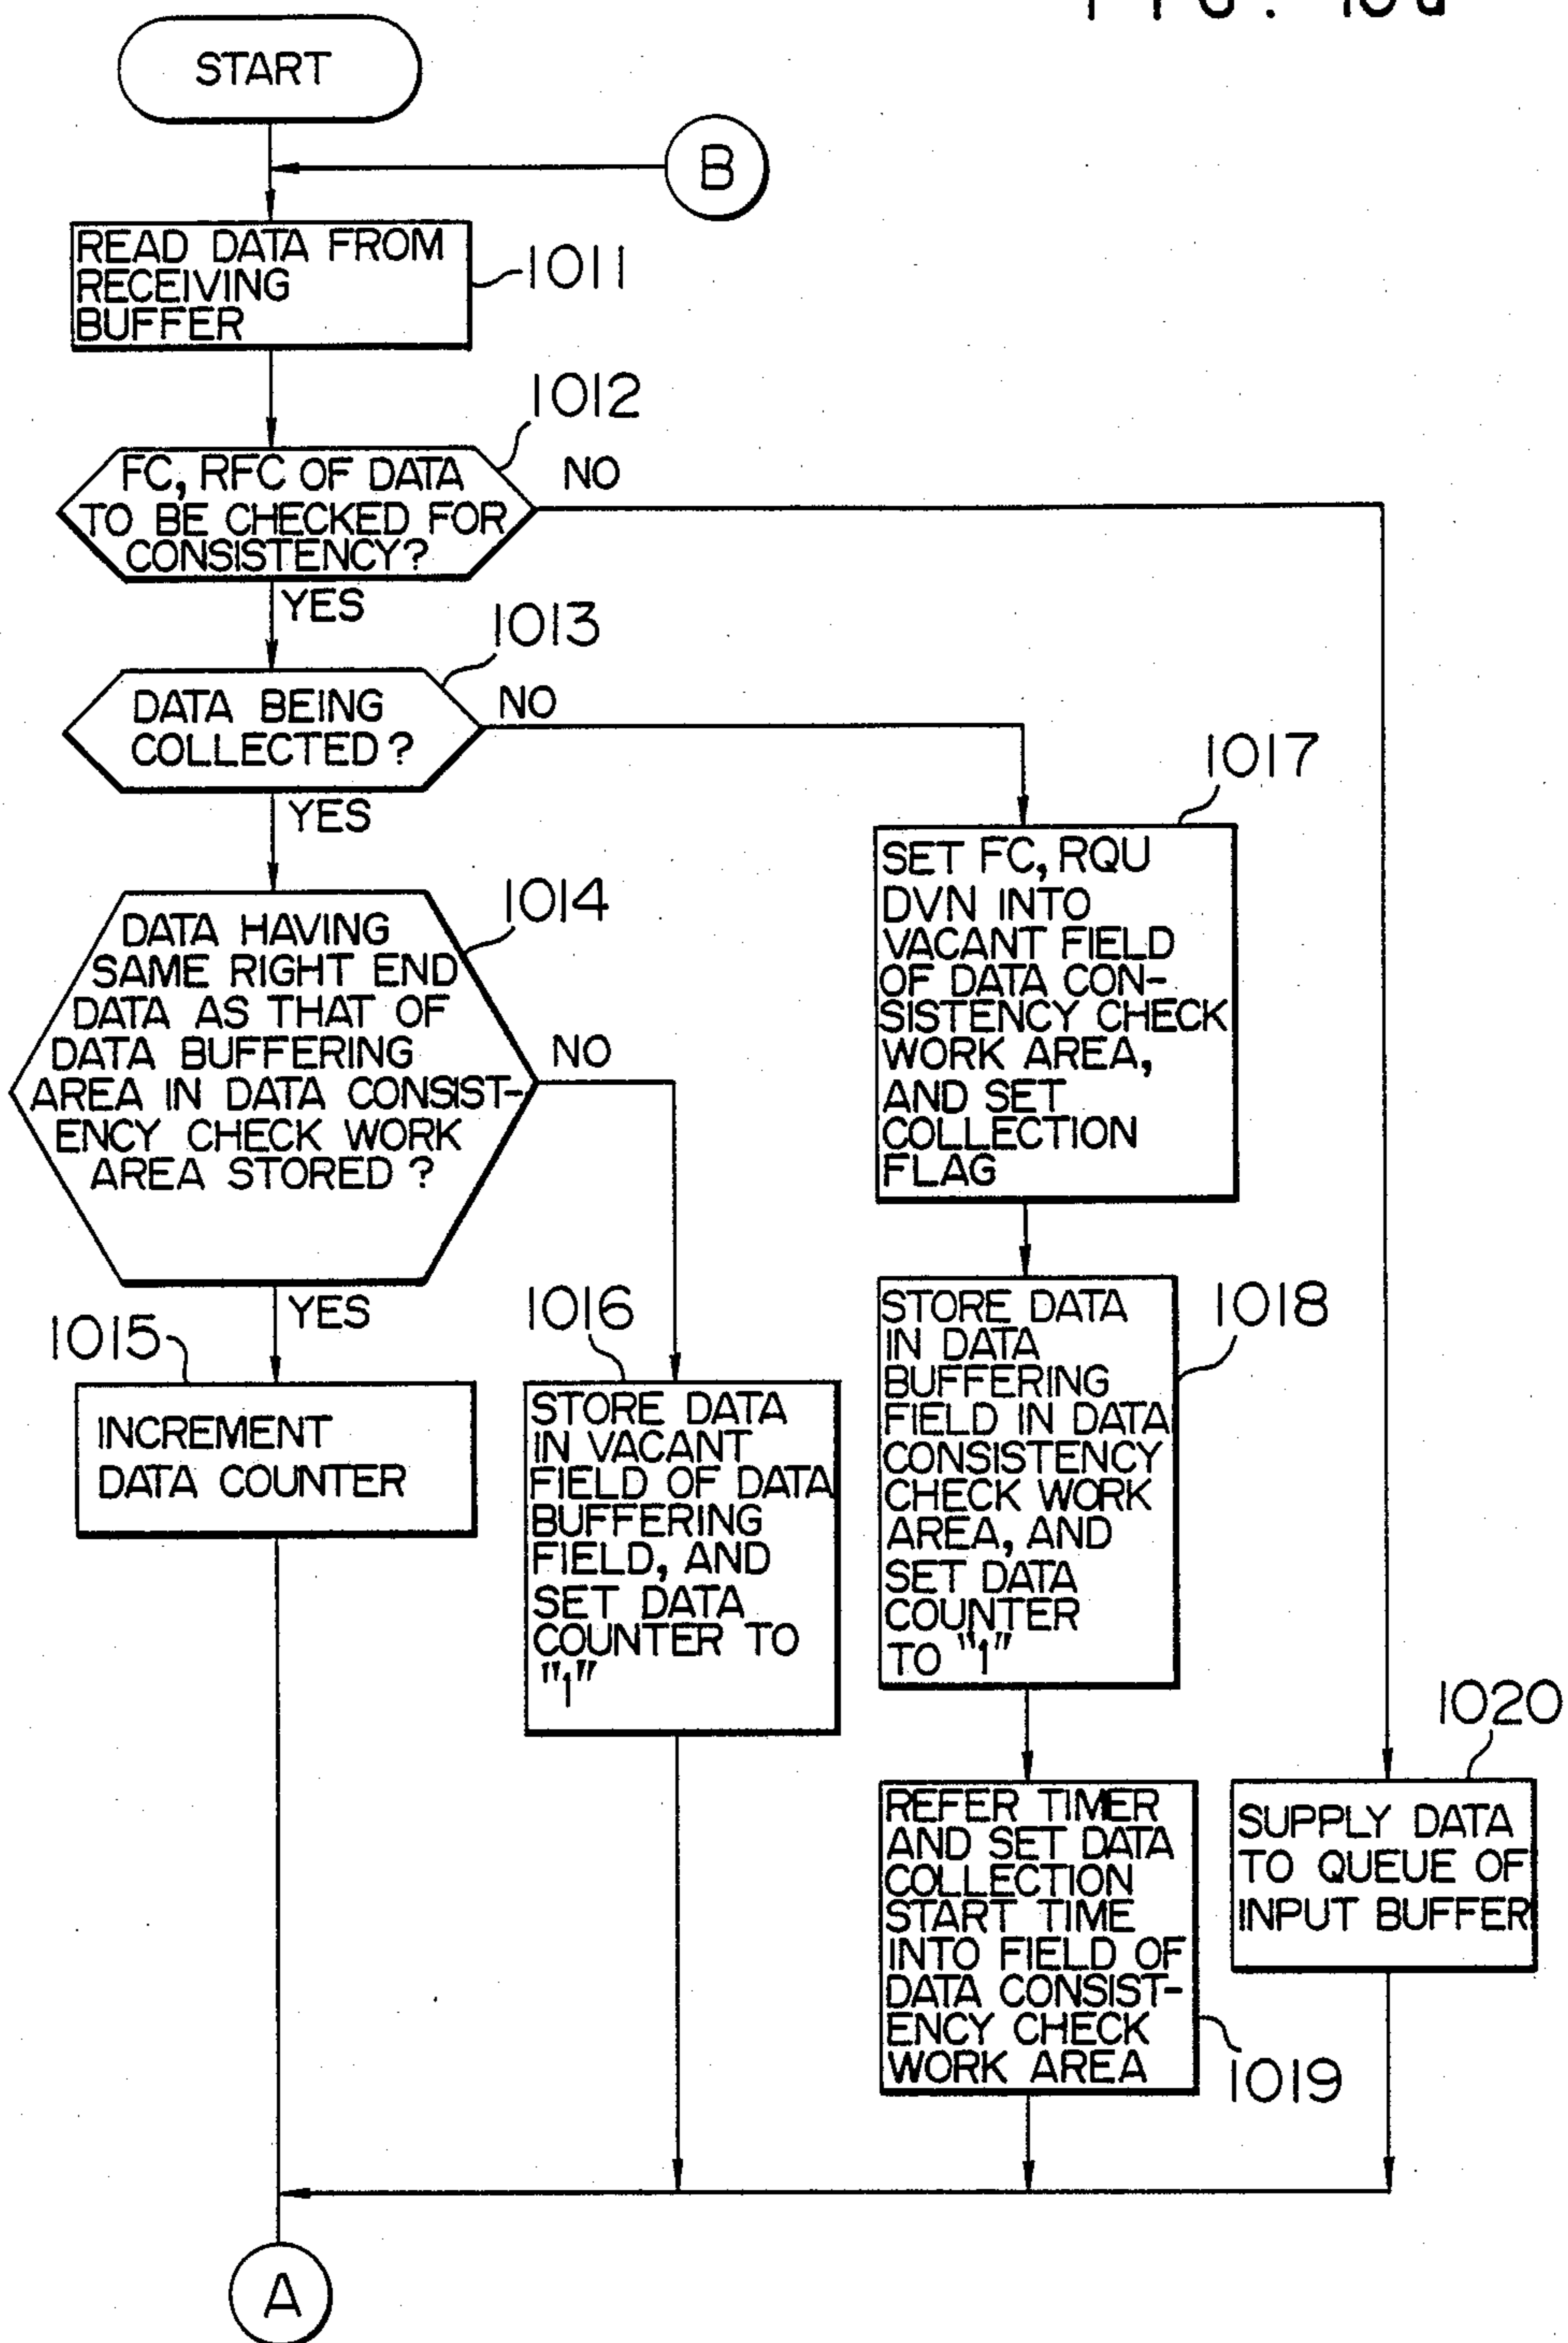 START
B
READ DATA FROM
RECEIVING
BUFFER
1011
1012
FC, RFC OF DATA
TO BE CHECKED FOR
CONSISTENCY?
NO
YES
1013
DATA BEING
COLLECTED?
NO
YES
1014
DATA HAVING
SAME RIGHT END
DATA AS THAT OF
DATA BUFFERING
AREA IN DATA CONSIST-
ENCY CHECK WORK
AREA STORED?
NO
YES
1015
INCREMENT
DATA COUNTER
1016
STORE DATA
IN VACANT
FIELD OF DATA
BUFFERING
FIELD, AND
SET DATA
COUNTER TO
"1"
1017
SET FC, RQU
DVN INTO
VACANT FIELD
OF DATA CON-
SISTENCY CHECK
WORK AREA,
AND SET
COLLECTION
FLAG
1018
STORE DATA
IN DATA
BUFFERING
FIELD IN DATA
CONSISTENCY
CHECK WORK
AREA, AND
SET DATA
COUNTER
TO "1"
REFER TIMER
AND SET DATA
COLLECTION
START TIME
INTO FIELD OF
DATA CONSIST-
ENCY CHECK
WORK AREA
1019
1020
SUPPLY DATA
TO QUEUE OF
INPUT BUFFER
A